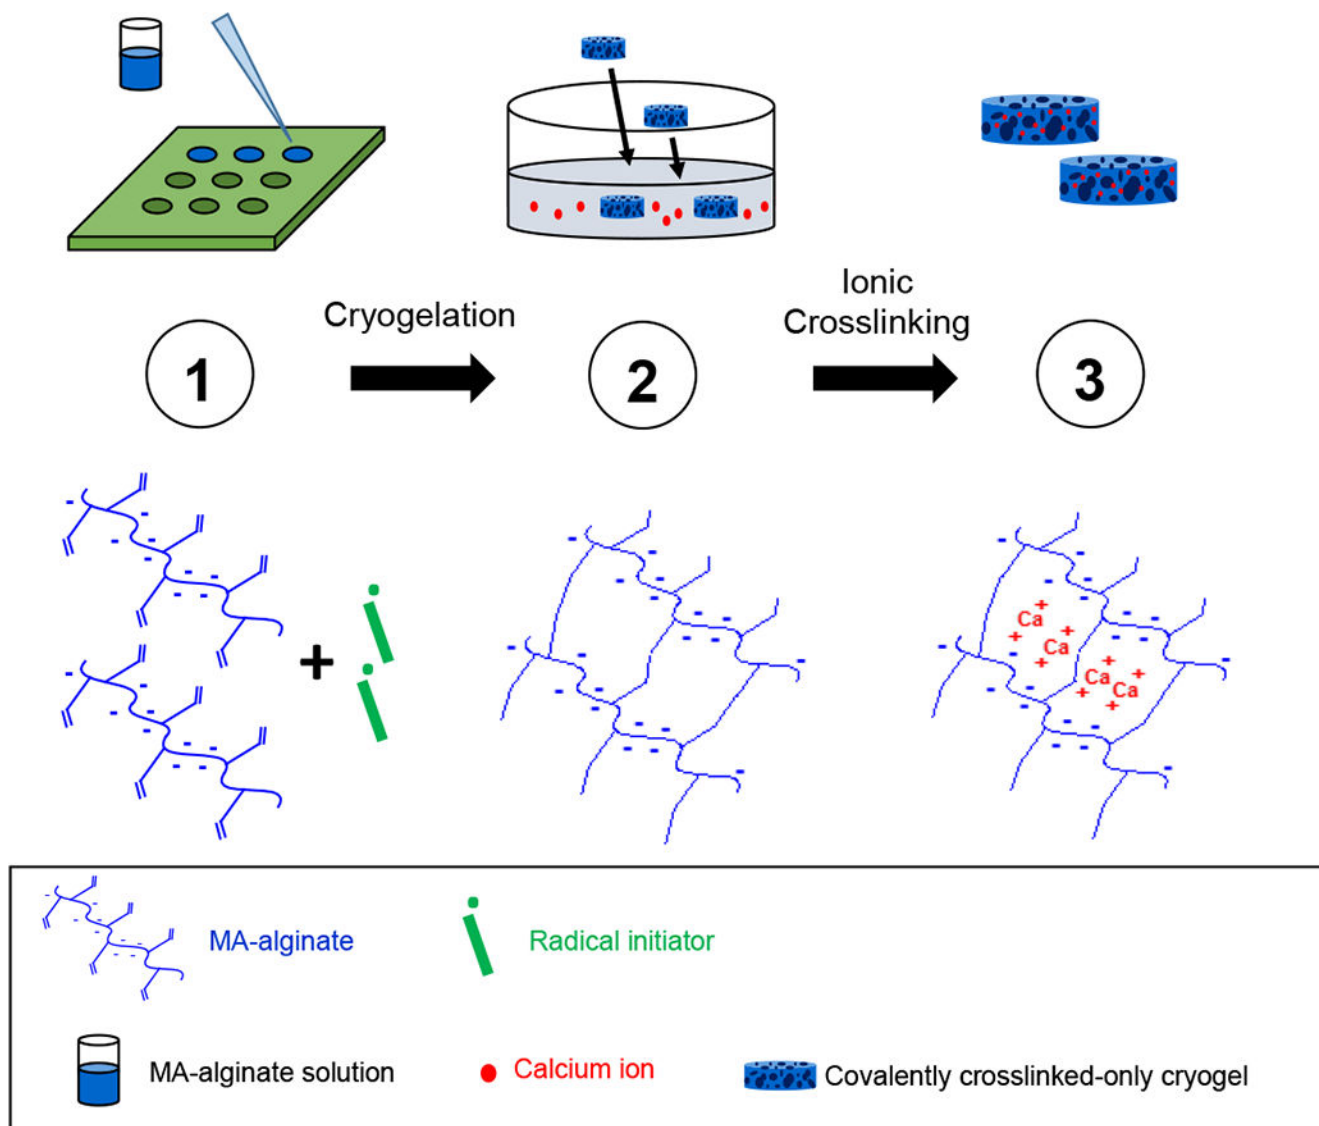 Cryogelation
Ionic
Crosslinking
1
2
3
+
Ca
+
+
Ca
+
+
+
Ca
Ca
+
+
MA-alginate
Radical initiator
MA-alginate solution
Calcium ion
Covalently crosslinked-only cryogel